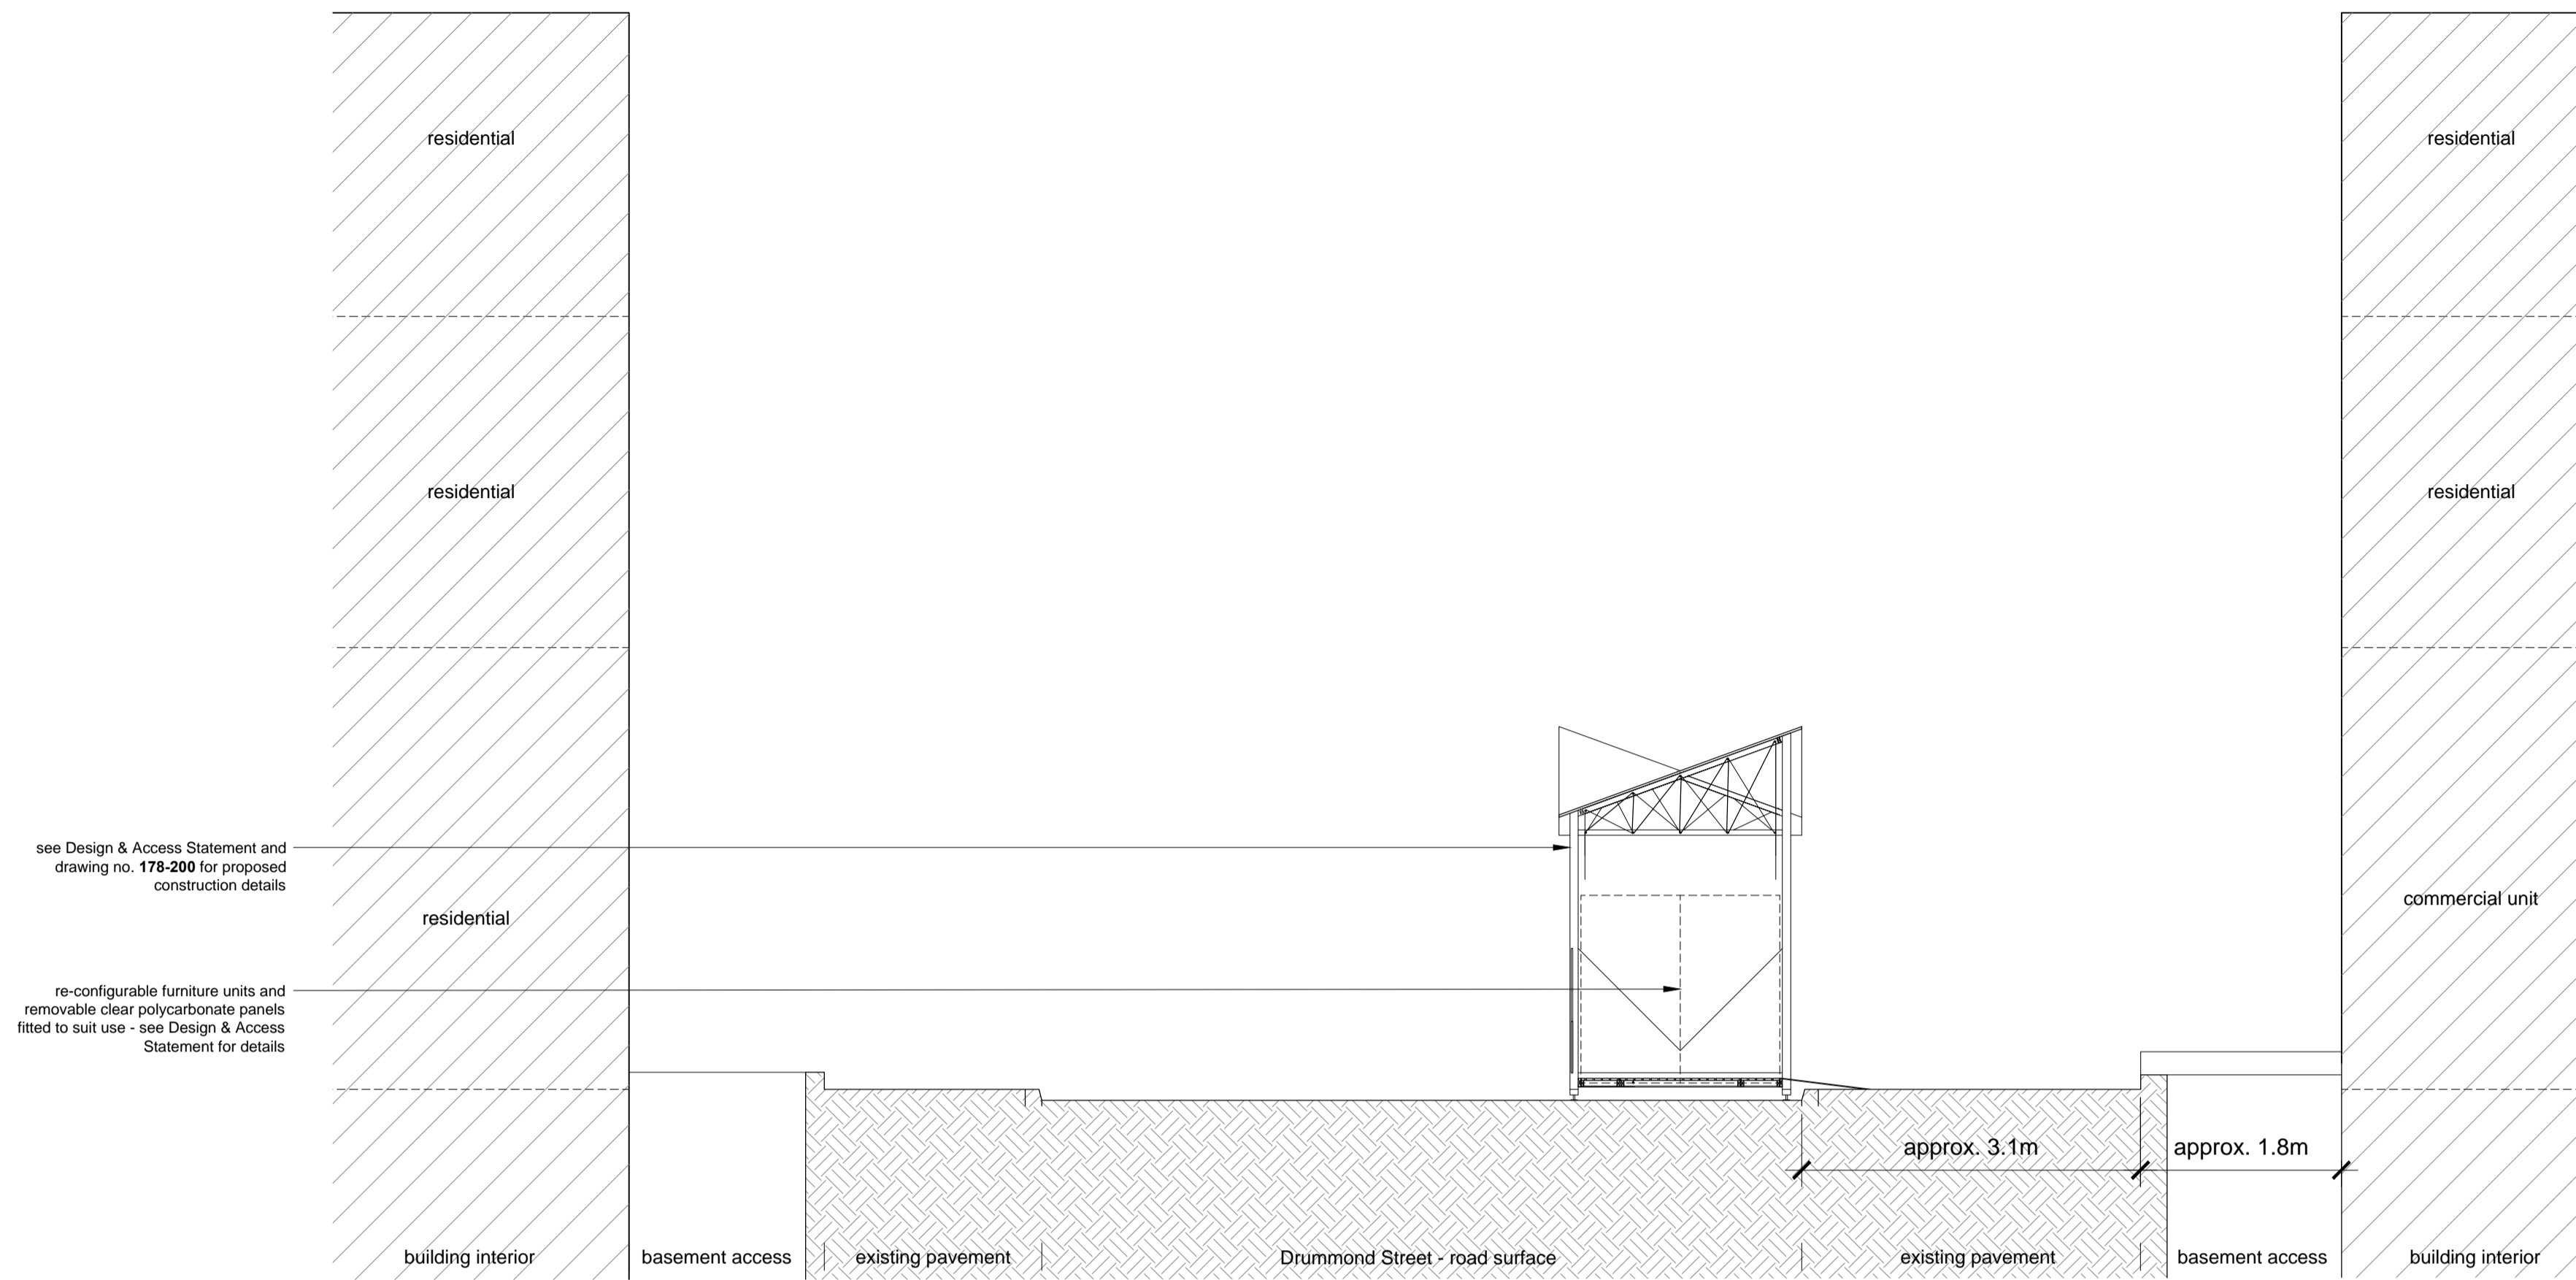 residential
residential
residential
residential
see Design & Access Statement and
drawing no. 178-200 for proposed
construction details
residential
commercial unit
re-configurable furniture units and
removable clear polycarbonate panels
fitted to suit use - see Design & Access
Statement for details
approx. 3.1m
approx. 1.8m
building interior
basement access
existing pavement
Drummond Street - road surface
existing pavement
basement access
building interior